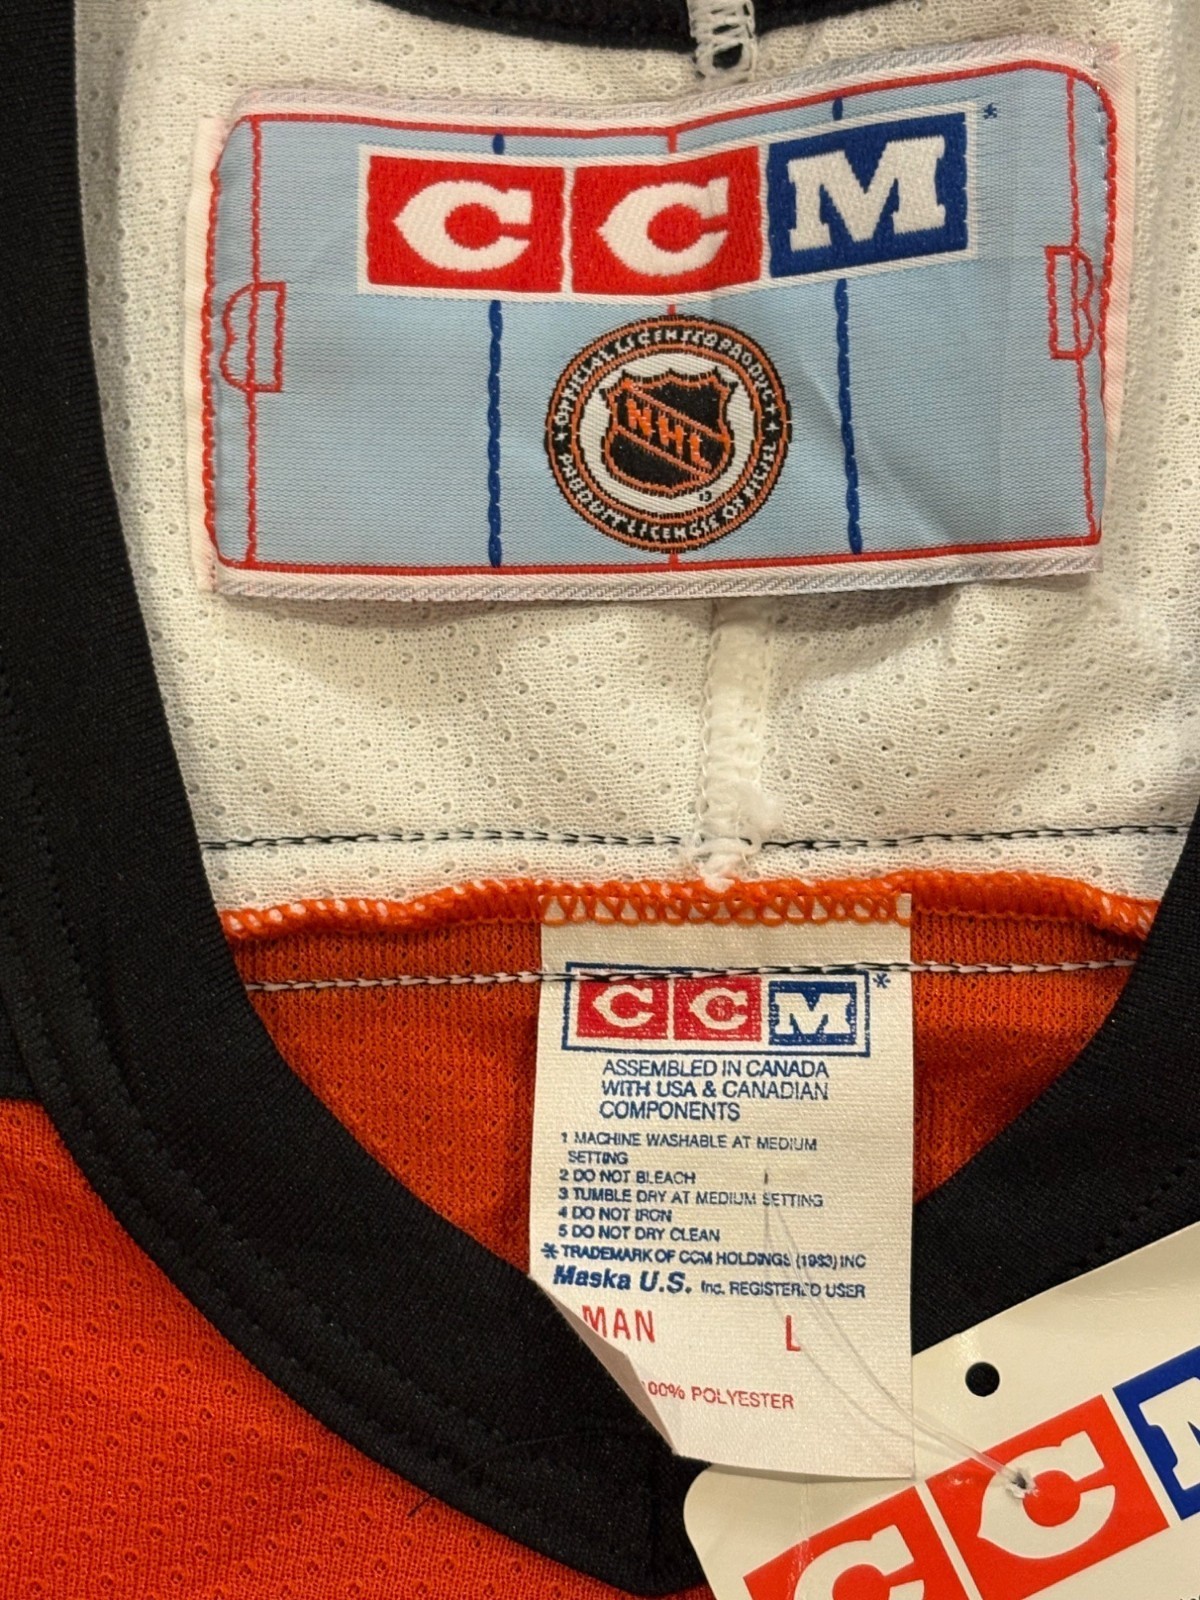 CCM*
OFFICIAL LICENSED PRODUCT
NHL
PRODUIT LICENCIÉ OFFICIEL
CCM*
ASSEMBLED IN CANADA
WITH USA & CANADIAN
COMPONENTS
1 MACHINE WASHABLE AT MEDIUM
SETTING
2 DO NOT BLEACH
3 TUMBLE DRY AT MEDIUM SETTING
4 DO NOT IRON
5 DO NOT DRY CLEAN
* TRADEMARK OF CCM HOLDINGS (1983) INC
Maska U.S. Inc. REGISTERED USER
MAN L
100% POLYESTER
CCM